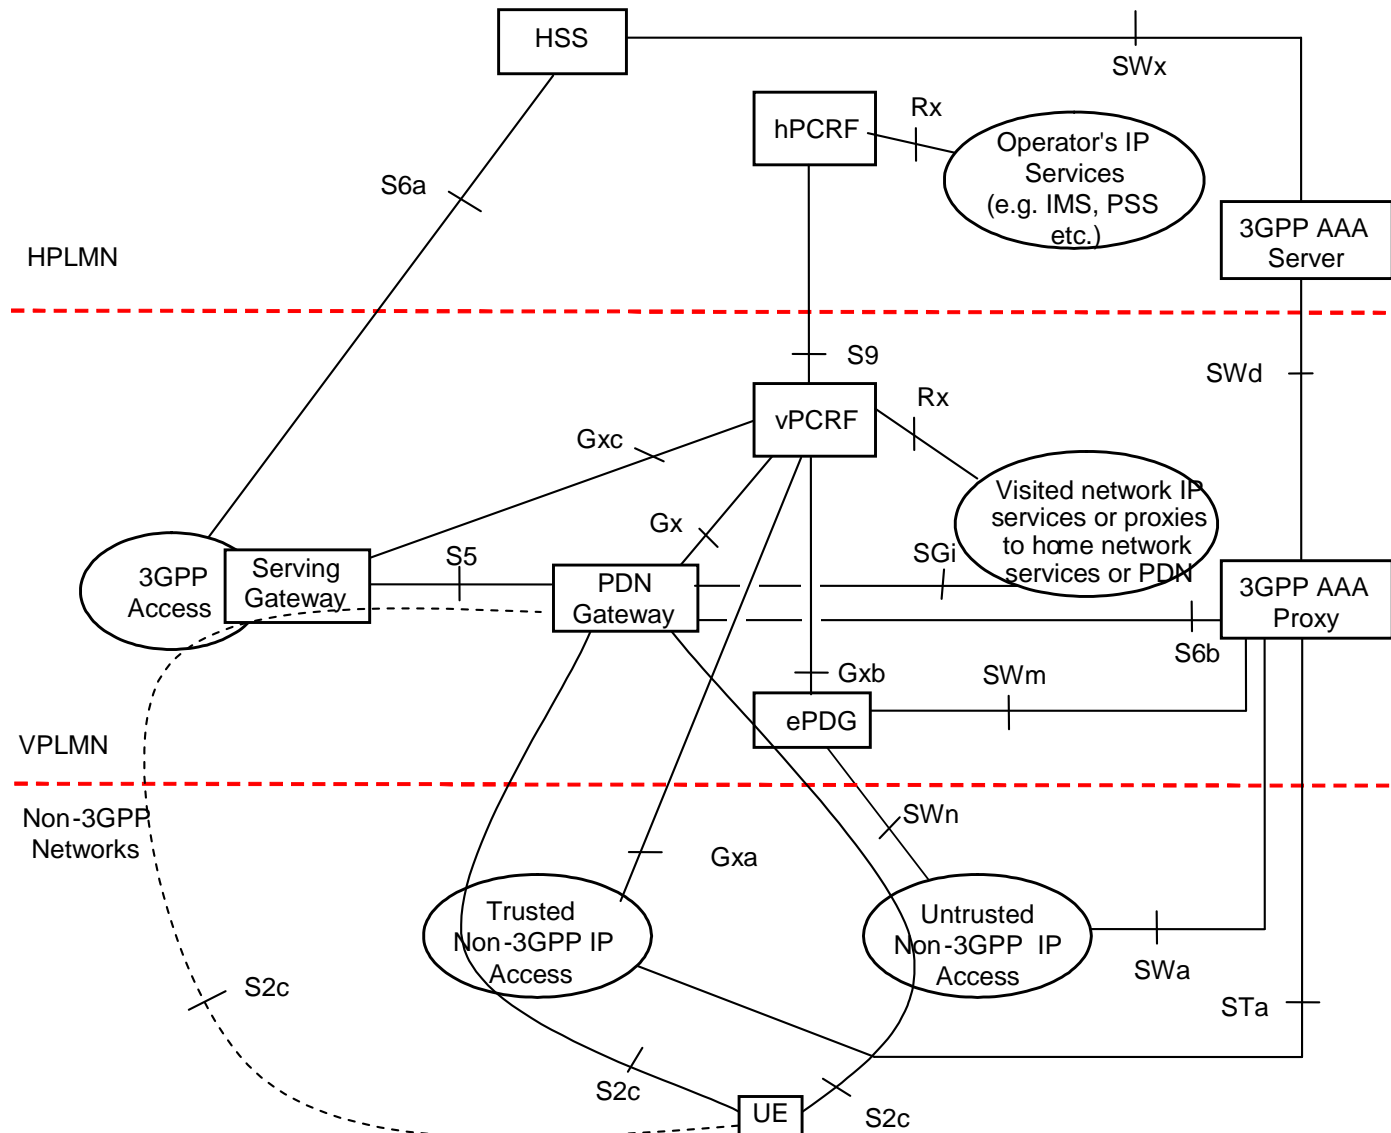 HSS
SWx
hPCRF
Rx
Operator's IP
Services
(e.g. IMS, PSS
etc.)
S6a
3GPP AAA
Server
HPLMN
S9
SWd
vPCRF
Rx
Gxc
Visited network IP
services or proxies
to home network
services or PDN
Gx
SGi
S5
3GPP
Access
Serving
Gateway
PDN
Gateway
3GPP AAA
Proxy
S6b
Gxb
SWm
ePDG
VPLMN
Non-3GPP
Networks
SWn
Gxa
Trusted
Non-3GPP IP
Access
Untrusted
Non-3GPP IP
Access
SWa
S2c
STa
S2c
UE
S2c